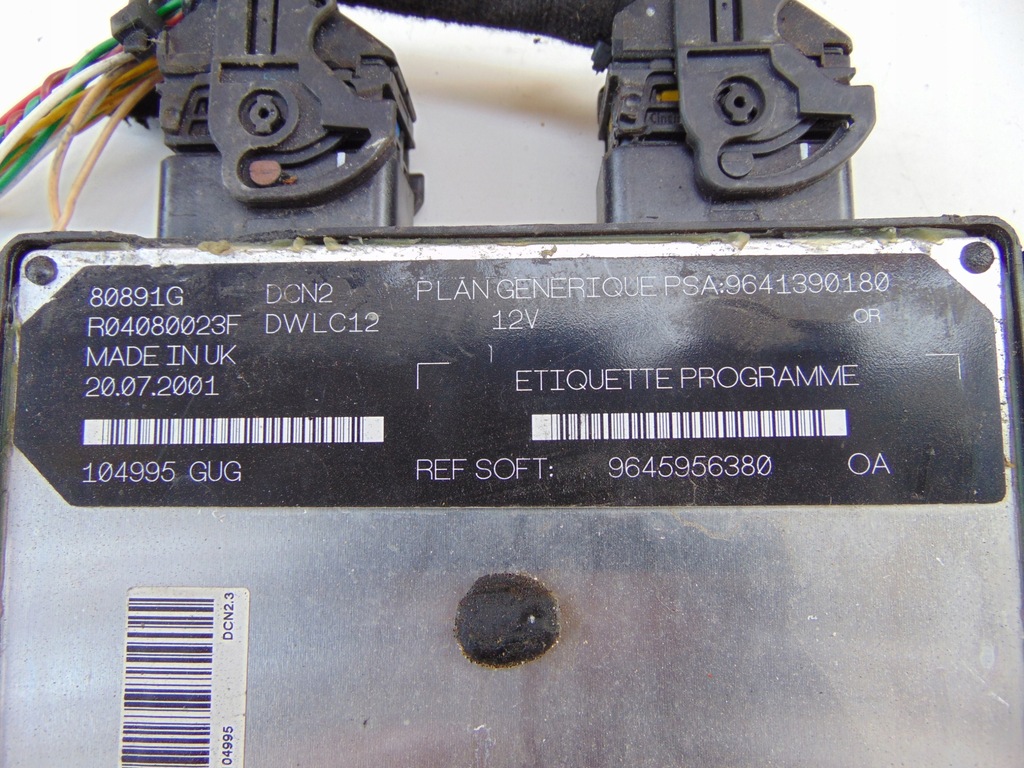 80891G DCN2 PLAN GENERIQUE PSA:9641390180
R04080023F DWLC12 12V OR
MADE IN UK
20.07.2001
ETIQUETTE PROGRAMME
104995 GUG REF SOFT: 9645956380 OA
DCN2.3
04995